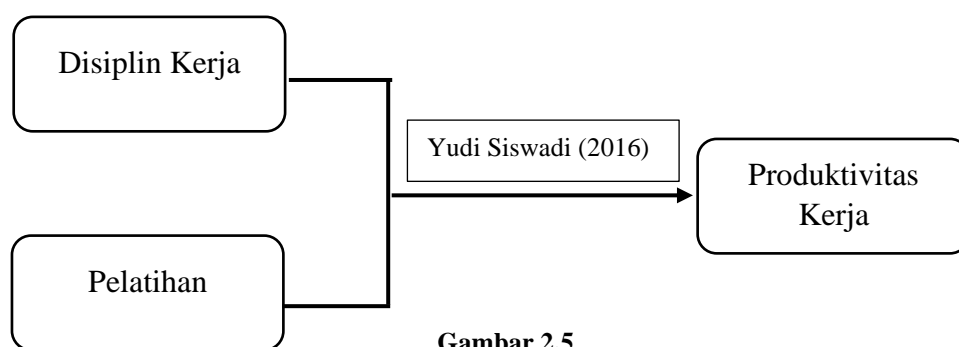 Disiplin Kerja
Yudi Siswadi (2016)
Produktivitas
Kerja
Pelatihan
Gambar 2.5